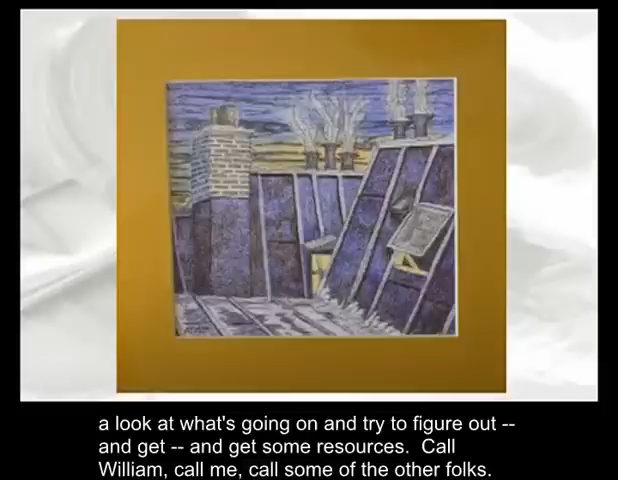 a look at what's going on and try to figure out --
and get -- and get some resources.  Call
William, call me, call some of the other folks.